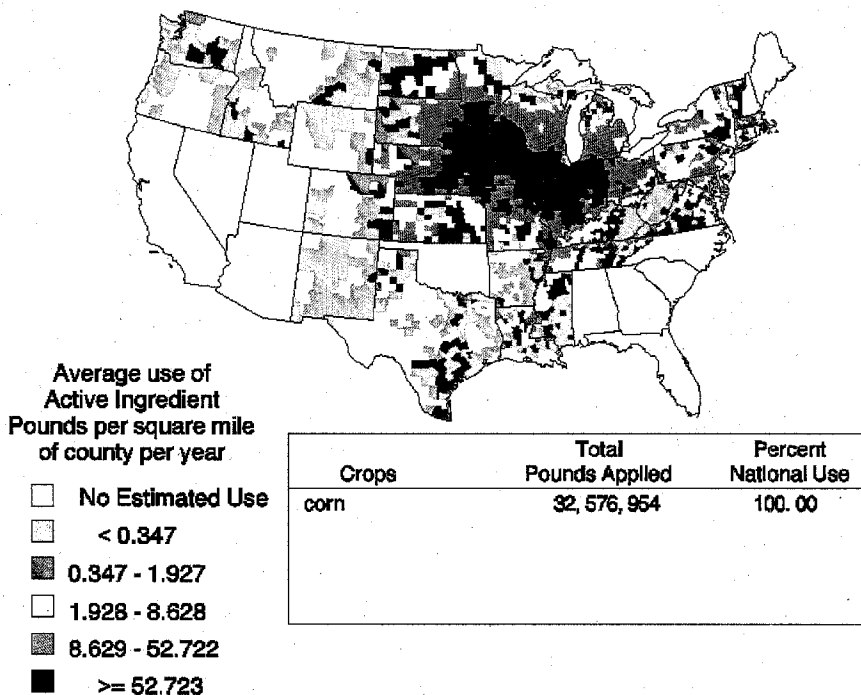 Average use of
Active Ingredient
Pounds per square mile
of county per year
No Estimated Use
< 0.347
0.347 - 1.927
1.928 - 8.628
8.629 - 52.722
>= 52.723
Crops Total Pounds Applied Percent National Use
corn 32, 576, 954 100. 00